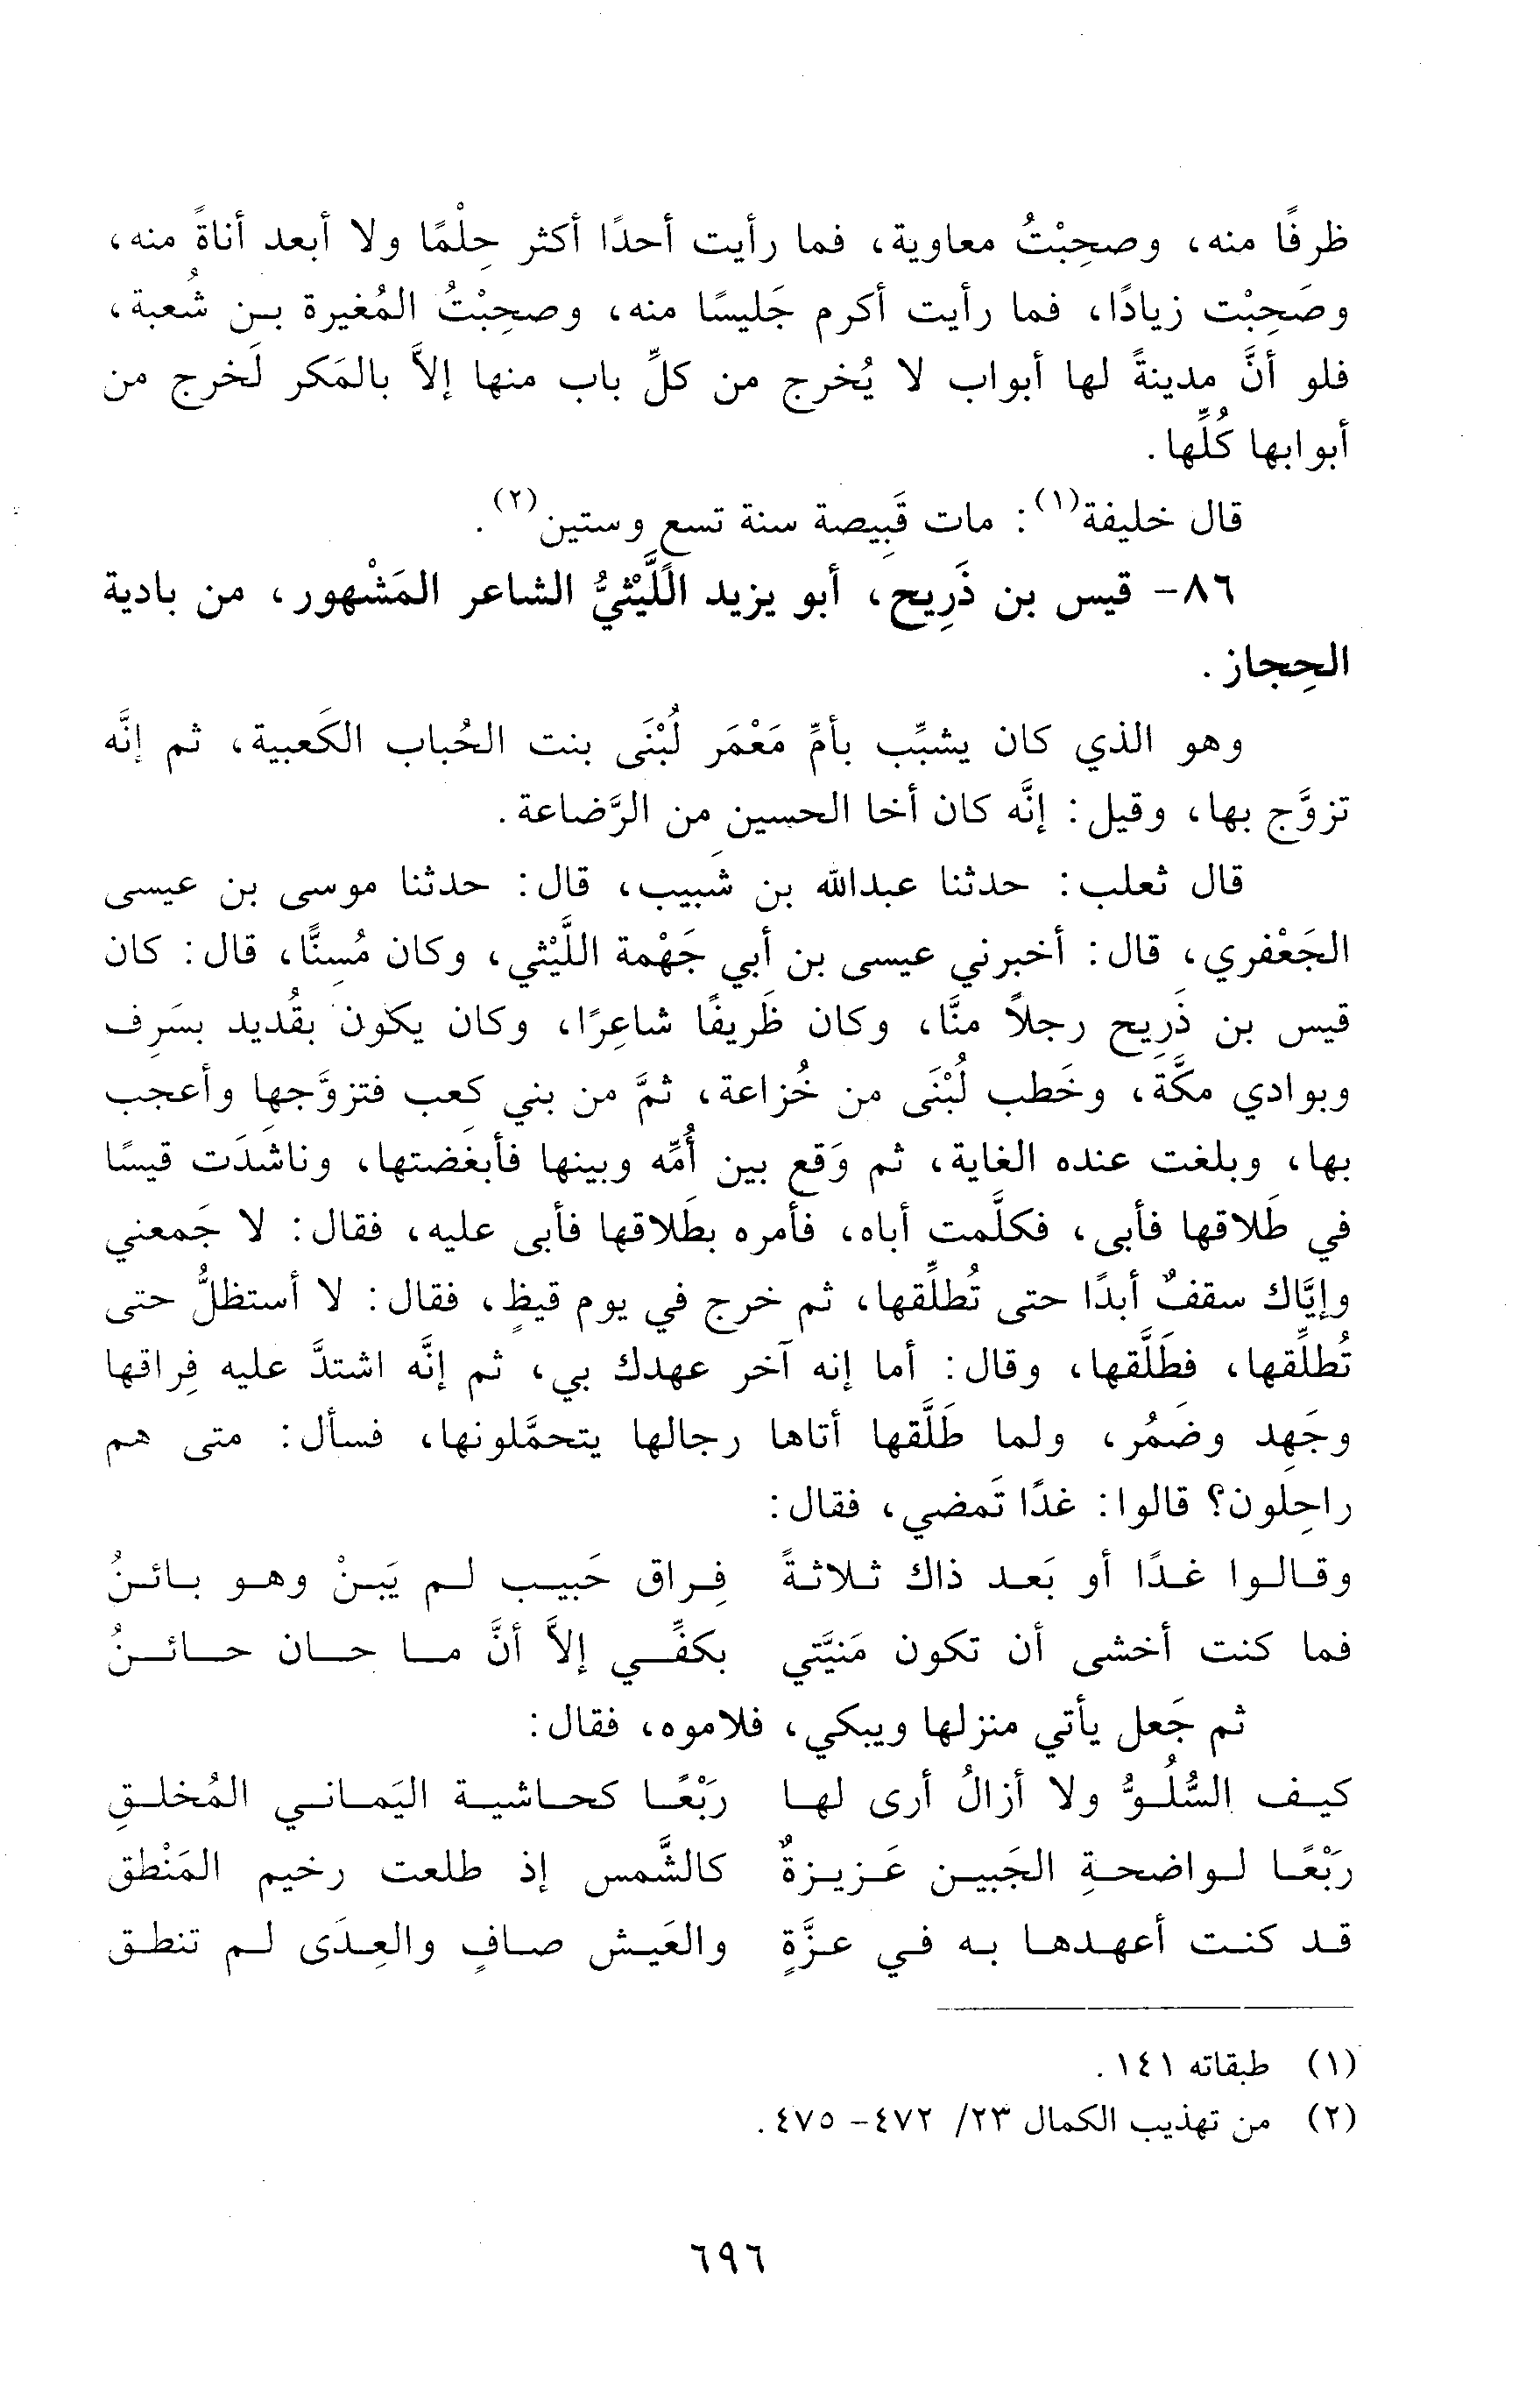 ظرفًا منه، وصحِبْتُ معاوية، فما رأيت أحدًا أكثر حِلْمًا ولا أبعد أناةً منه،
وصَحِبْت زيادًا، فما رأيت أكرم جَليسًا منه، وصحِبْتُ المُغيرة بن شُعبة،
فلو أنَّ مدينةً لها أبواب لا يُخرج من كلِّ باب منها إلاَّ بالمَكر لَخرج من
أبوابها كُلِّها.
قال خليفة(١): مات قَبِيصة سنة تسع وستين(٢).
٨٦- قيس بن ذَرِيح، أبو يزيد اللَّيْثيُّ الشاعر المَشْهور، من بادية
الحِجاز.
وهو الذي كان يشبِّب بأمِّ مَعْمَر لُبْنَى بنت الحُباب الكَعبية، ثم إنَّه
تزوَّج بها، وقيل: إنَّه كان أخا الحسين من الرَّضاعة.
قال ثعلب: حدثنا عبدالله بن شَبيب، قال: حدثنا موسى بن عيسى
الجَعْفري، قال: أخبرني عيسى بن أبي جَهْمة اللَّيْثي، وكان مُسِنًّا، قال: كان
قيس بن ذَرِيح رجلاً منَّا، وكان ظَريفًا شاعِرًا، وكان يكون بقُديد بسَرِف
وبوادي مكَّة، وخَطب لُبْنَى من خُزاعة، ثمَّ من بني كَعب فتزوَّجها وأعجب
بها، وبلغت عنده الغاية، ثم وَقع بين أُمِّه وبينها فأبغَضتها، وناشَدَت قيسًا
في طَلاقها فأبى، فكلَّمت أباه، فأمره بطَلاقها فأبى عليه، فقال: لا جَمعني
وإيَّاك سقفٌ أبدًا حتى تُطلِّقها، ثم خرج في يوم قيظٍ، فقال: لا أستظلُّ حتى
تُطلِّقها، فطَلَّقها، وقال: أما إنه آخر عهدك بي، ثم إنَّه اشتدَّ عليه فِراقها
وجَهِد وضَمُر، ولما طَلَّقها أتاها رجالها يتحمَّلونها، فسأل: متى هم
راحِلون؟ قالوا: غدًا تَمضي، فقال:
وقالوا غدًا أو بَعد ذاك ثلاثةً فِراق حَبيب لم يَبنْ وهو بائنُ
فما كنت أخشى أن تكون مَنيَّتي بكفِّي إلاَّ أنَّ ما حان حائنُ
ثم جَعل يأتي منزلها ويبكي، فلاموه، فقال:
كيف السُّلُوُّ ولا أزالُ أرى لها رَبْعًا كحاشية اليَماني المُخلقِ
رَبْعًا لواضحةِ الجَبين عَزيزةٌ كالشَّمس إذ طلعت رخيم المَنْطق
قد كنت أعهدها به في عزَّةٍ والعَيش صافٍ والعِدَى لم تنطق
(١) طبقاته ١٤١.
(٢) من تهذيب الكمال ٢٣/ ٤٧٢- ٤٧٥.
٦٩٦